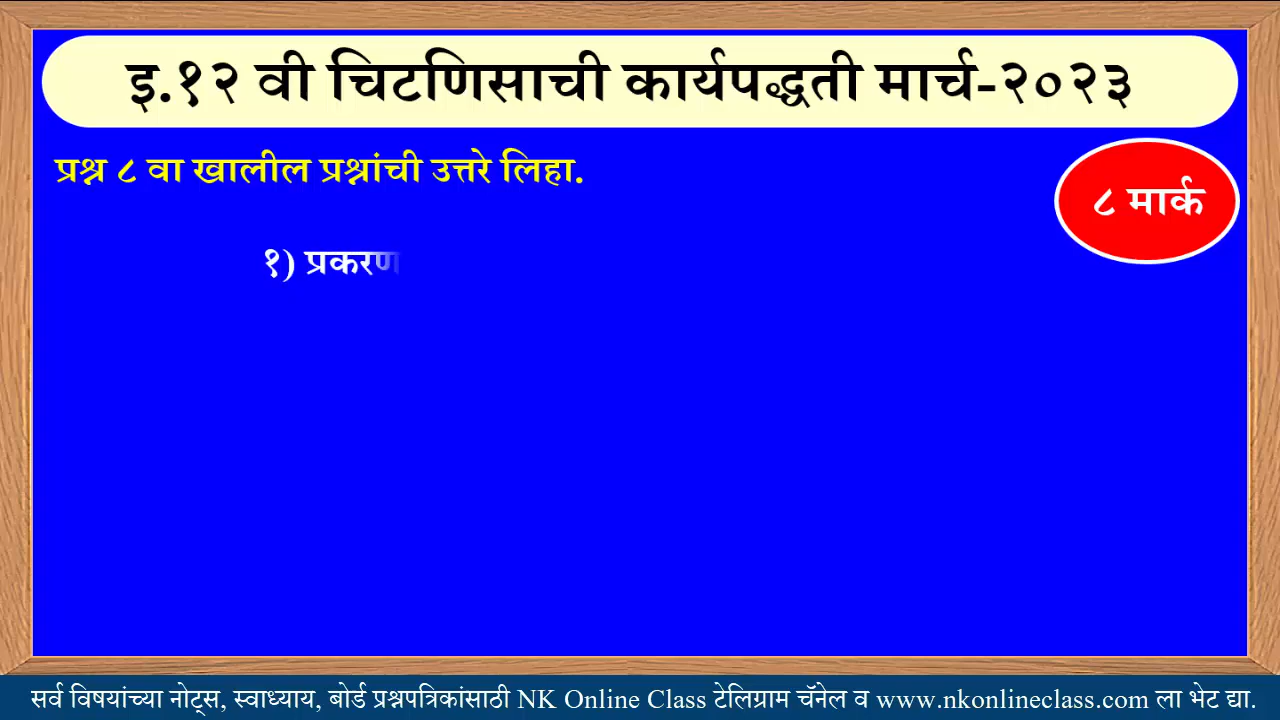 इ.१२ वी चिटणिसाची कार्यपद्धती मार्च-२०२३
प्रश्न ८ वा खालील प्रश्नांची उत्तरे लिहा.
८ मार्क
१) प्रकरण
सर्व विषयांच्या नोट्स, स्वाध्याय, बोर्ड प्रश्नपत्रिकांसाठी NK Online Class टेलिग्राम चॅनेल व www.nkonlineclass.com ला भेट द्या.